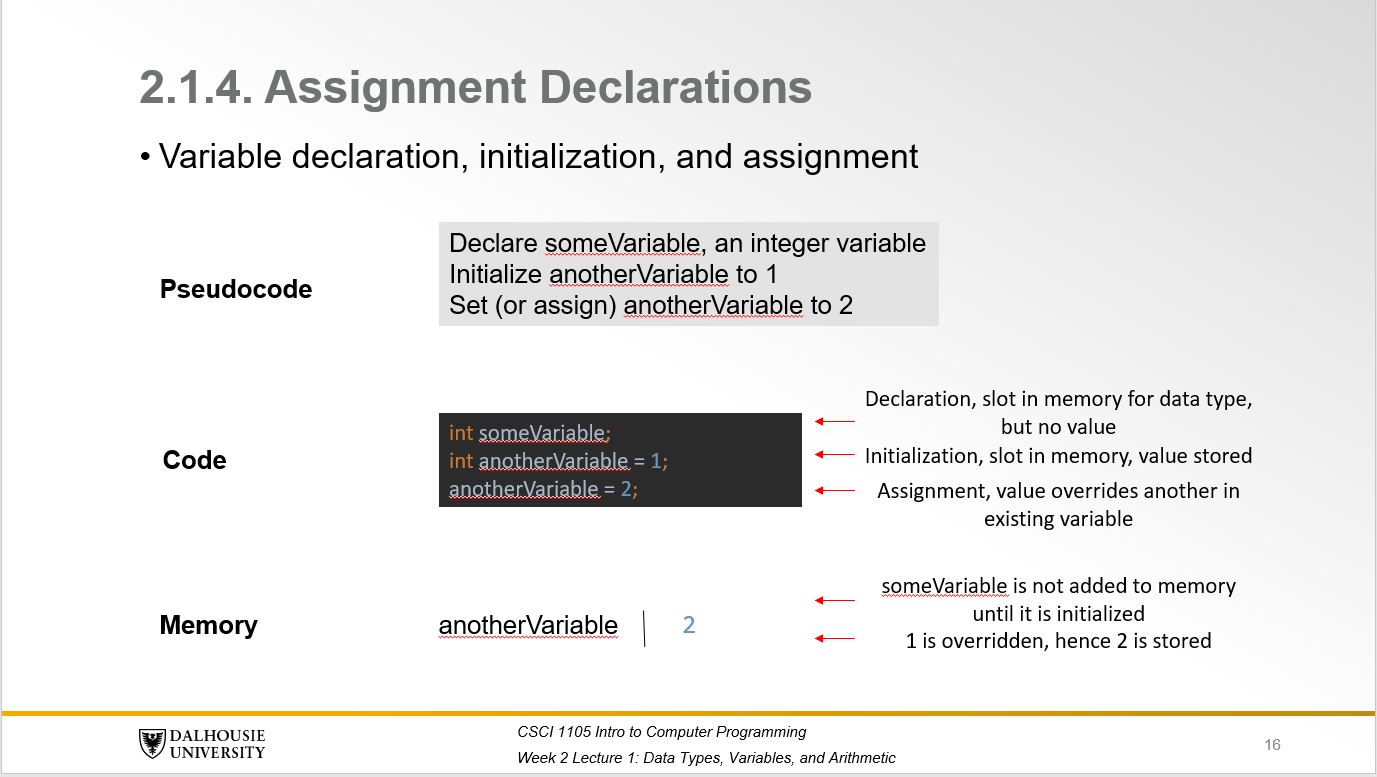 2.1.4. Assignment Declarations
• Variable declaration, initialization, and assignment
Pseudocode
Declare someVariable, an integer variable
Initialize anotherVariable to 1
Set (or assign) anotherVariable to 2
Code
int someVariable;
int anotherVariable = 1;
anotherVariable = 2;
Declaration, slot in memory for data type,
but no value
Initialization, slot in memory, value stored
Assignment, value overrides another in
existing variable
Memory
anotherVariable
2
someVariable is not added to memory
until it is initialized
1 is overridden, hence 2 is stored
DALHOUSIE
UNIVERSITY
CSCI 1105 Intro to Computer Programming
Week 2 Lecture 1: Data Types, Variables, and Arithmetic
16